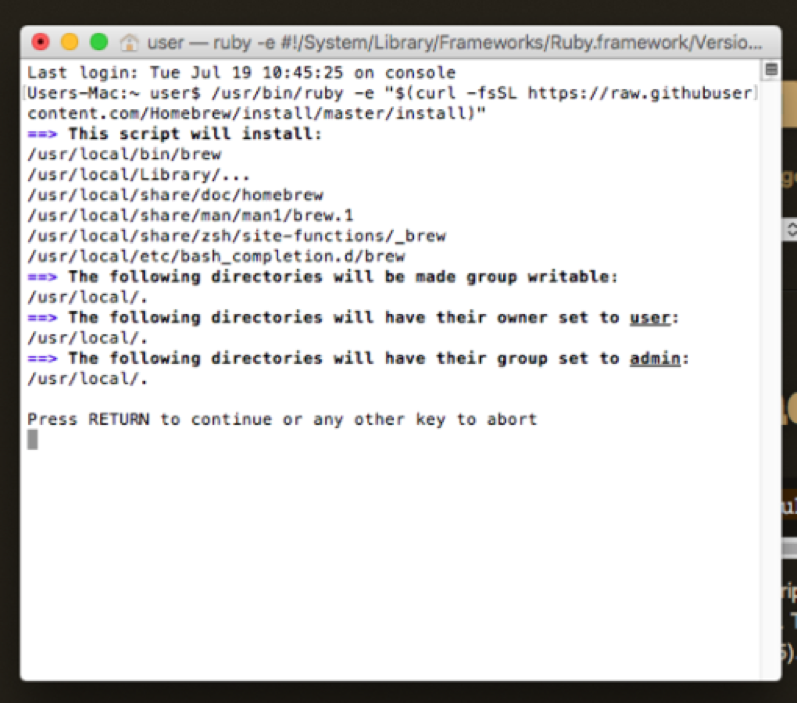 user — ruby -e #!/System/Library/Frameworks/Ruby.framework/Versio...
Last login: Tue Jul 19 10:45:25 on console
[Users-Mac:~ user$ /usr/bin/ruby -e "$(curl -fsSL https://raw.githubuser]
content.com/Homebrew/install/master/install)"
==> This script will install:
/usr/local/bin/brew
/usr/local/Library/...
/usr/local/share/doc/homebrew
/usr/local/share/man/man1/brew.1
/usr/local/share/zsh/site-functions/_brew
/usr/local/etc/bash_completion.d/brew
==> The following directories will be made group writable:
/usr/local/.
==> The following directories will have their owner set to user:
/usr/local/.
==> The following directories will have their group set to admin:
/usr/local/.
Press RETURN to continue or any other key to abort